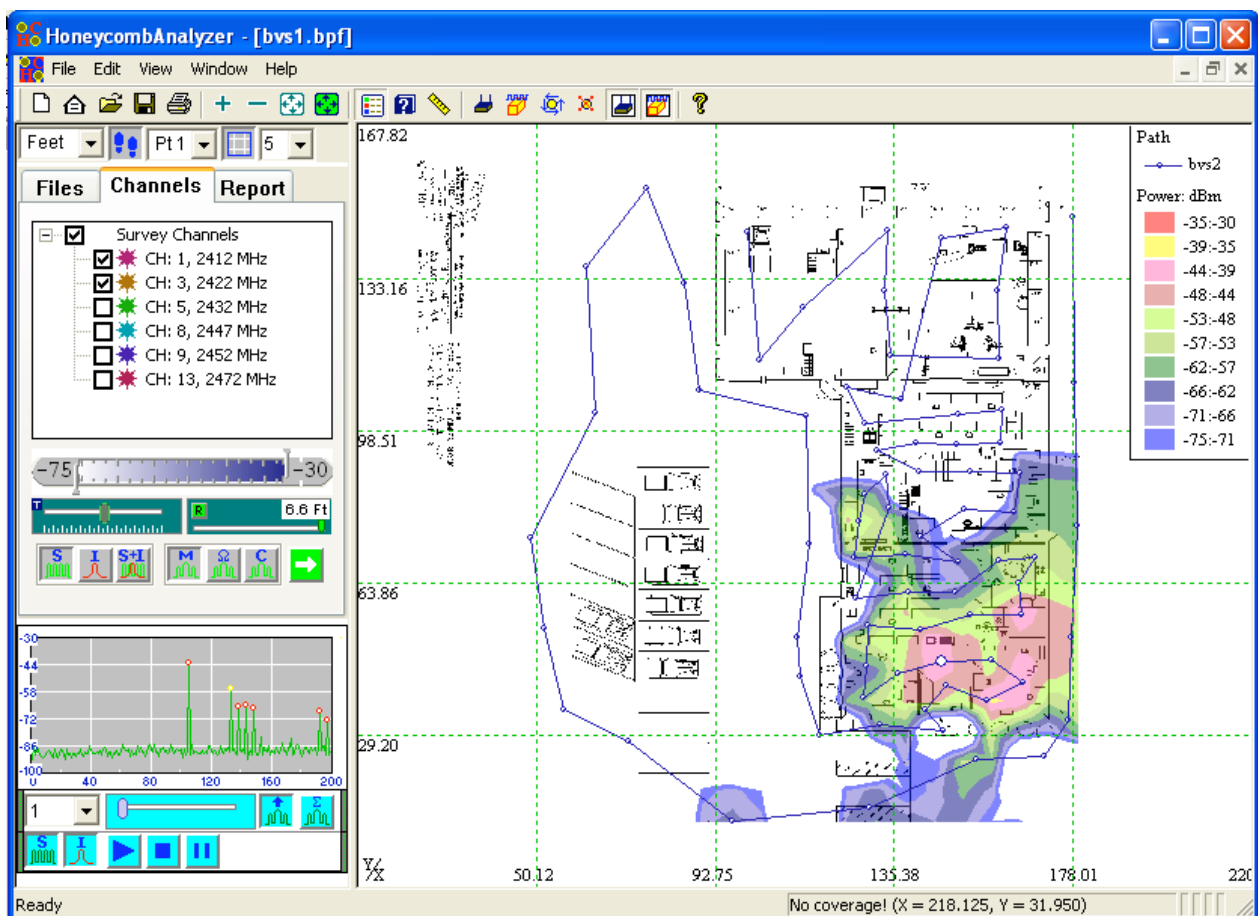 HoneycombAnalyzer - [bvs1.bpf]
File Edit View Window Help
Feet Pt 1 5
Files Channels Report
Survey Channels
CH: 1, 2412 MHz
CH: 3, 2422 MHz
CH: 5, 2432 MHz
CH: 8, 2447 MHz
CH: 9, 2452 MHz
CH: 13, 2472 MHz
-75 -30
T R 6.6 Ft
S I S+I M Ω C
-30
-44
-58
-72
-86
-100
0 40 80 120 160 200
1 Σ
S I
167.82
133.16
98.51
63.86
29.20
Y/X 50.12 92.75 135.38 178.01 220
Path
bvs2
Power: dBm
-35:-30
-39:-35
-44:-39
-48:-44
-53:-48
-57:-53
-62:-57
-66:-62
-71:-66
-75:-71
Ready No coverage! (X = 218.125, Y = 31.950)